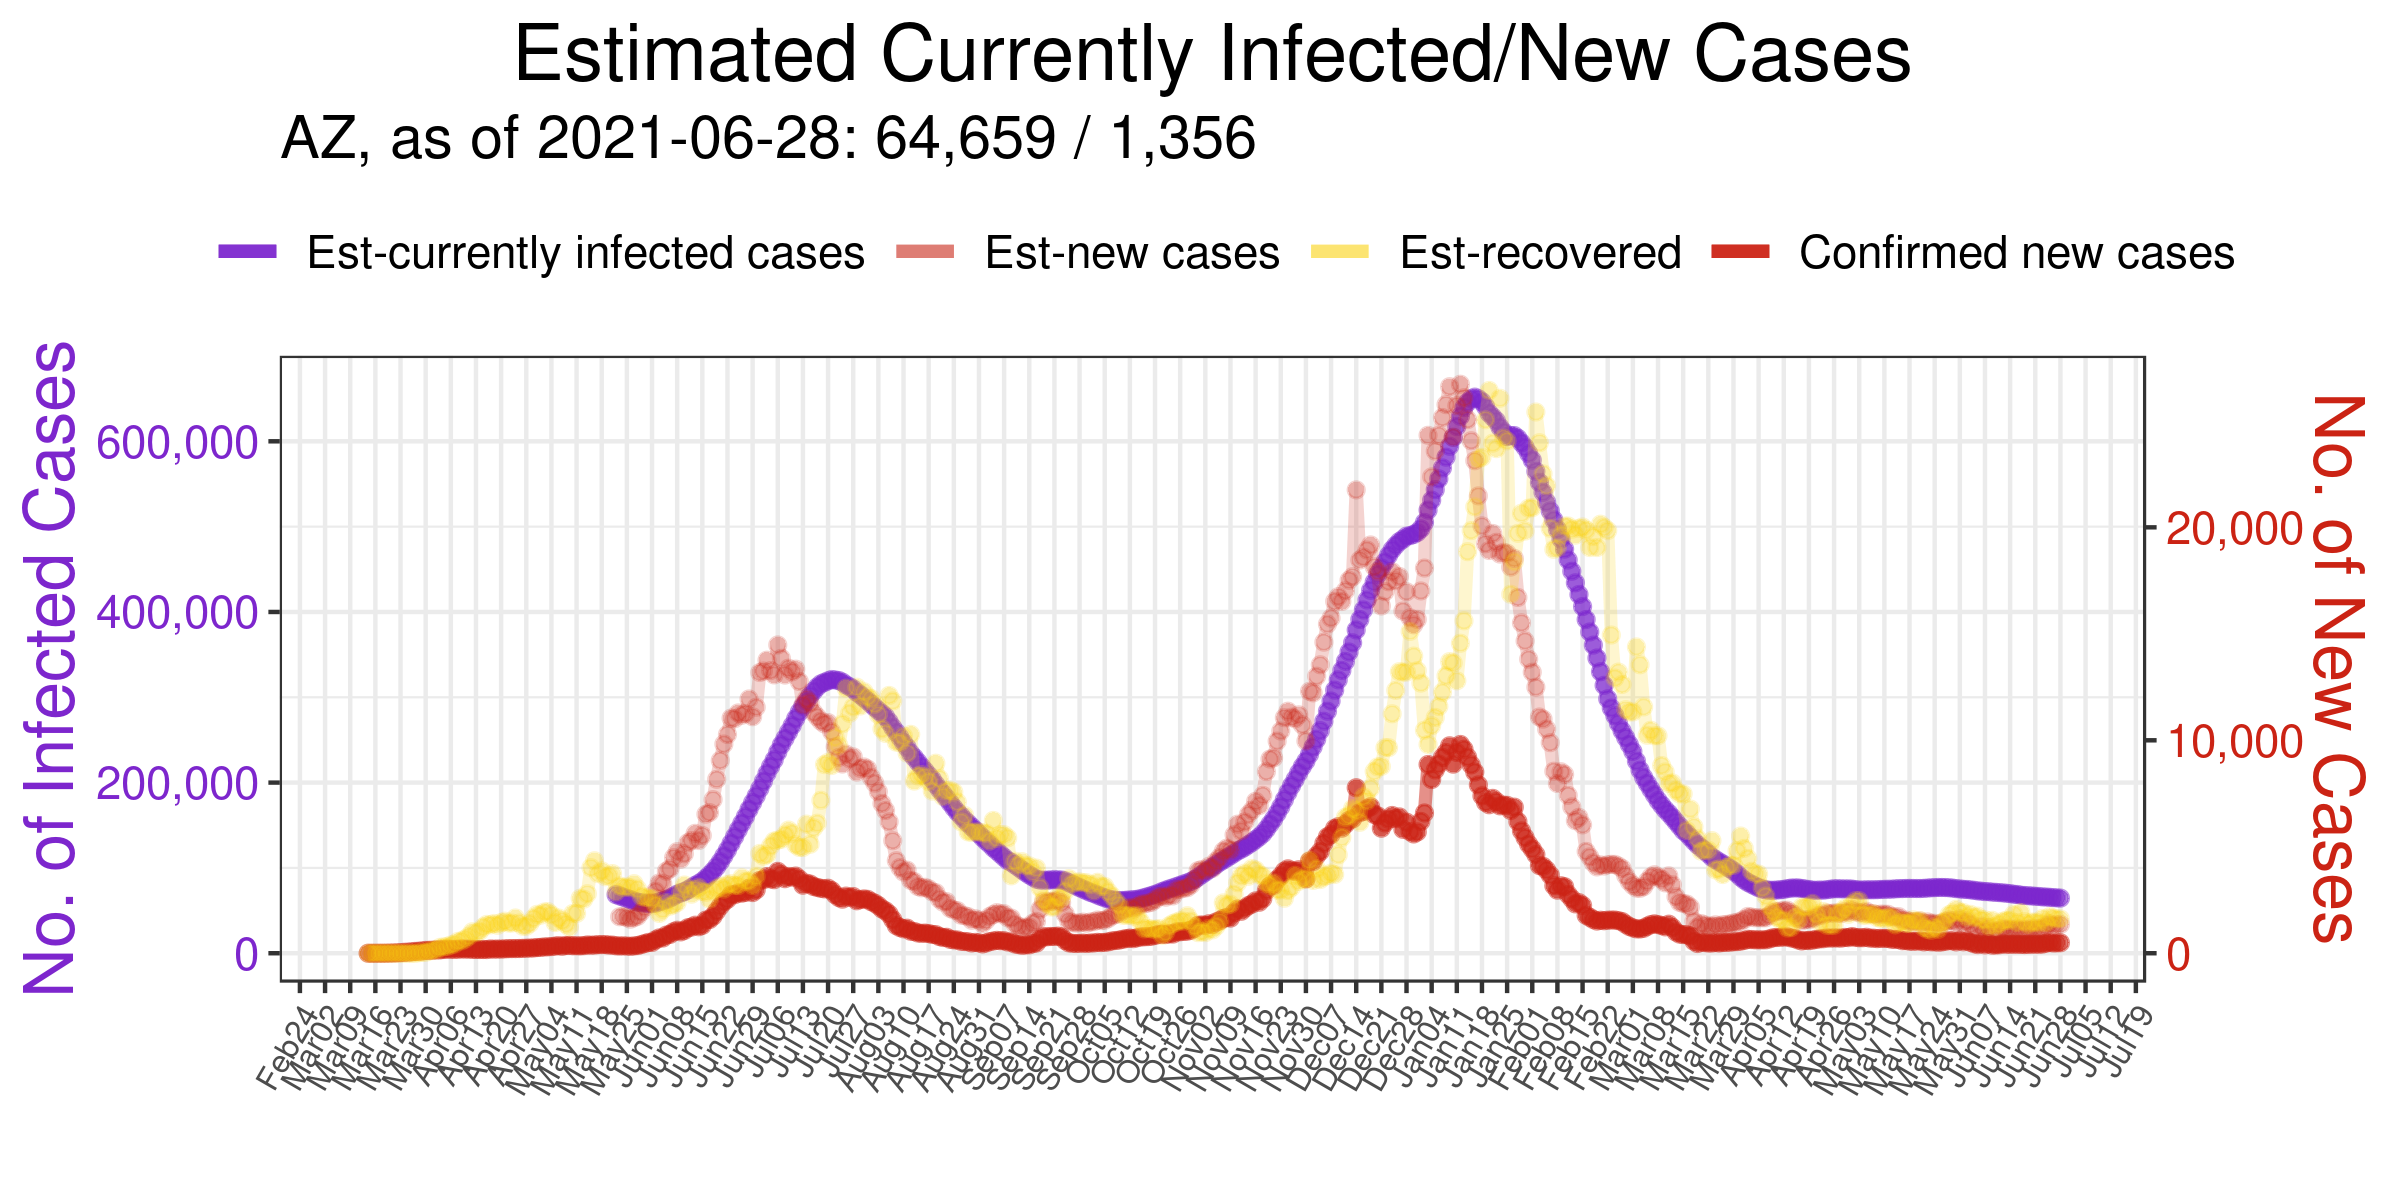 Estimated Currently Infected/New Cases
AZ, as of 2021-06-28: 64,659 / 1,356
Est-currently infected cases Est-new cases Est-recovered Confirmed new cases
No. of Infected Cases
600,000
400,000
200,000
0
20,000
10,000
0
No. of New Cases
Feb24
Mar02
Mar09
Mar16
Mar23
Mar30
Apr06
Apr13
Apr20
Apr27
May04
May11
May18
May25
Jun01
Jun08
Jun15
Jun22
Jun29
Jul06
Jul13
Jul20
Jul27
Aug03
Aug10
Aug17
Aug24
Aug31
Sep07
Sep14
Sep21
Sep28
Oct05
Oct12
Oct19
Oct26
Nov02
Nov09
Nov16
Nov23
Nov30
Dec07
Dec14
Dec21
Dec28
Jan04
Jan11
Jan18
Jan25
Feb01
Feb08
Feb15
Feb22
Mar01
Mar08
Mar15
Mar22
Mar29
Apr05
Apr12
Apr19
Apr26
May03
May10
May17
May24
May31
Jun07
Jun14
Jun21
Jun28
Jul05
Jul12
Jul19